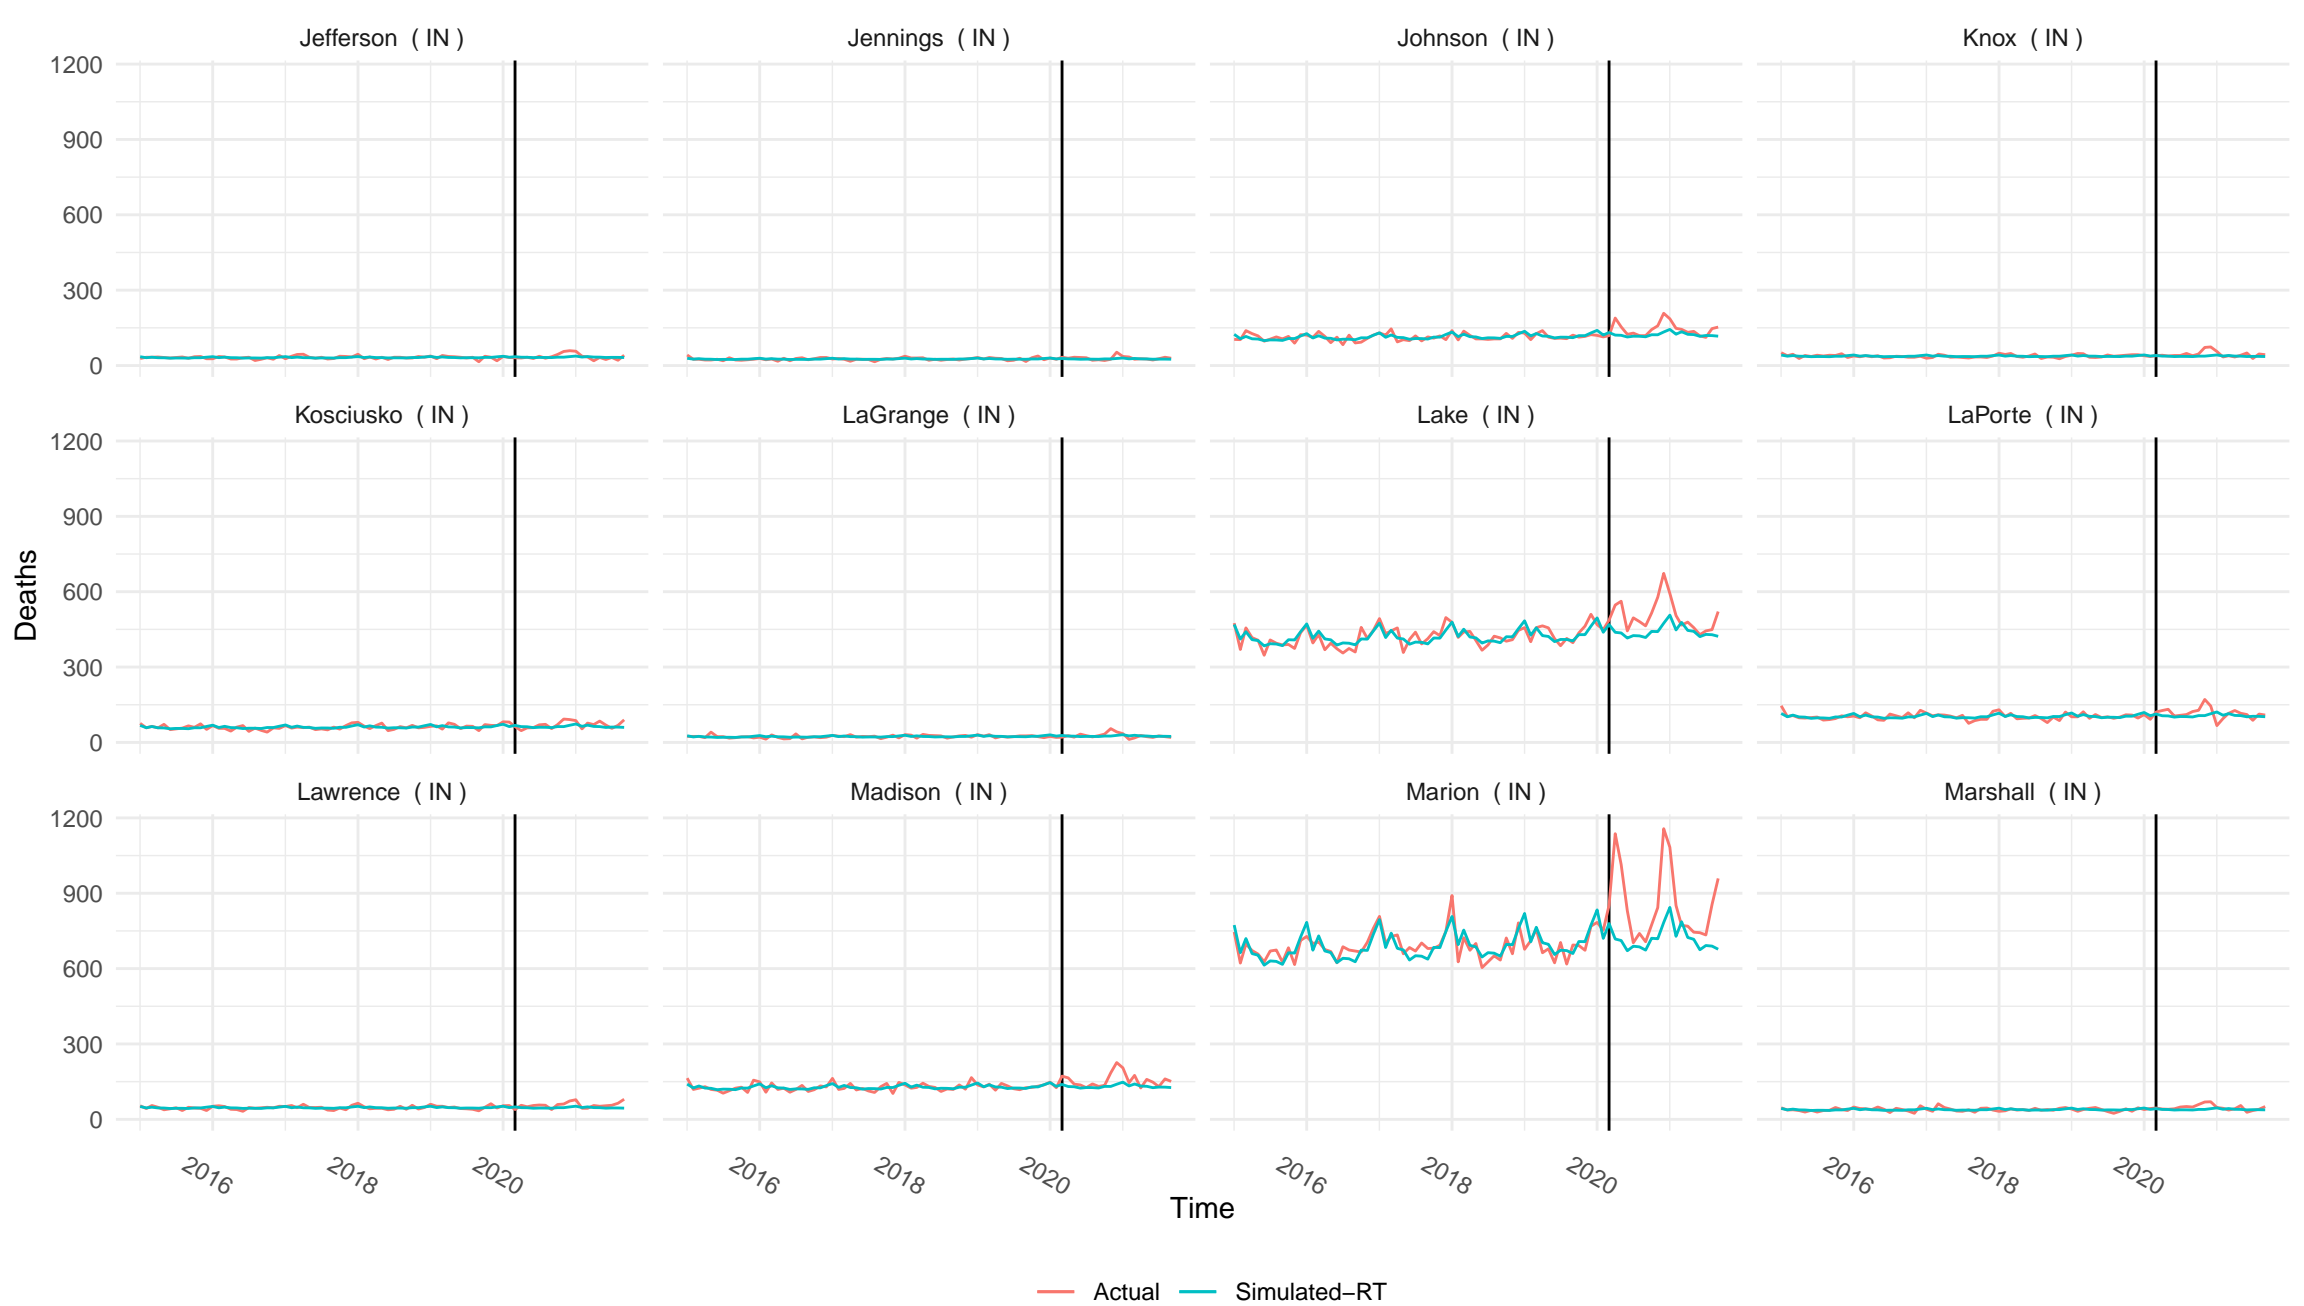 Jefferson ( IN )
Jennings ( IN )
Johnson ( IN )
Knox ( IN )
1200
900
600
300
0
Kosciusko ( IN )
LaGrange ( IN )
Lake ( IN )
LaPorte ( IN )
1200
900
600
300
0
Deaths
Lawrence ( IN )
Madison ( IN )
Marion ( IN )
Marshall ( IN )
1200
900
600
300
0
2016 2018 2020
2016 2018 2020
2016 2018 2020
2016 2018 2020
Time
Actual
Simulated−RT